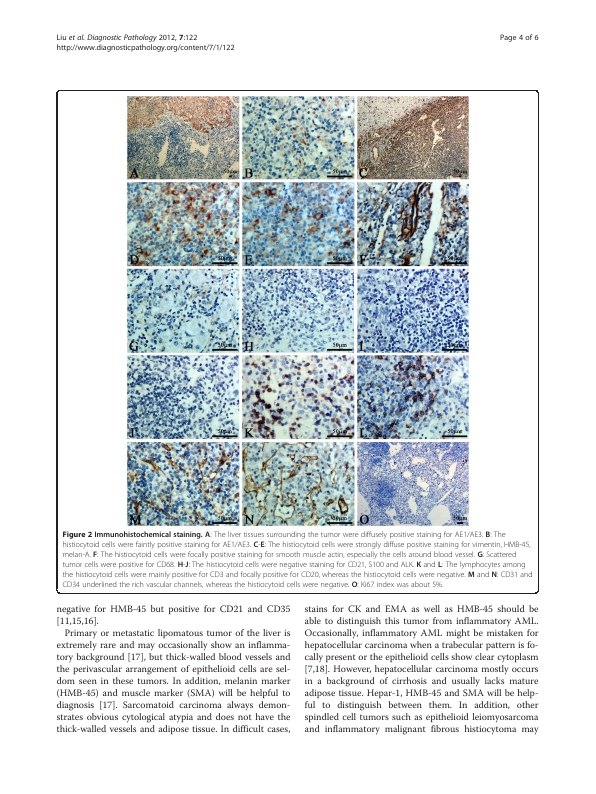 Liu et al. Diagnostic Pathology 2012, 7:122
http://www.diagnosticpathology.org/content/7/1/122
Page 4 of 6
A
50μm
B
50μm
C
50μm
D
50μm
E
50μm
F
50μm
G
50μm
H
50μm
I
50μm
J
50μm
K
50μm
L
50μm
M
50μm
N
50μm
O
50μm
Figure 2 Immunohistochemical staining. A: The liver tissues surrounding the tumor were diffusely positive staining for AE1/AE3. B: The
histiocytoid cells were faintly positive staining for AE1/AE3. C-E: The histiocytoid cells were strongly diffuse positive staining for vimentin, HMB-45,
melan-A. F: The histiocytoid cells were focally positive staining for smooth muscle actin, especially the cells around blood vessel. G: Scattered
tumor cells were positive for CD68. H-J: The histiocytoid cells were negative staining for CD21, S100 and ALK. K and L: The lymphocytes among
the histiocytoid cells were mainly positive for CD3 and focally positive for CD20, whereas the histiocytoid cells were negative. M and N: CD31 and
CD34 underlined the rich vascular channels, whereas the histiocytoid cells were negative. O: Ki67 index was about 5%.
negative for HMB-45 but positive for CD21 and CD35
[11,15,16].
Primary or metastatic lipomatous tumor of the liver is
extremely rare and may occasionally show an inflamma-
tory background [17], but thick-walled blood vessels and
the perivascular arrangement of epithelioid cells are sel-
dom seen in these tumors. In addition, melanin marker
(HMB-45) and muscle marker (SMA) will be helpful to
diagnosis [17]. Sarcomatoid carcinoma always demon-
strates obvious cytological atypia and does not have the
thick-walled vessels and adipose tissue. In difficult cases,
stains for CK and EMA as well as HMB-45 should be
able to distinguish this tumor from inflammatory AML.
Occasionally, inflammatory AML might be mistaken for
hepatocellular carcinoma when a trabecular pattern is fo-
cally present or the epithelioid cells show clear cytoplasm
[7,18]. However, hepatocellular carcinoma mostly occurs
in a background of cirrhosis and usually lacks mature
adipose tissue. Hepar-1, HMB-45 and SMA will be help-
ful to distinguish between them. In addition, other
spindled cell tumors such as epithelioid leiomyosarcoma
and inflammatory malignant fibrous histiocytoma may